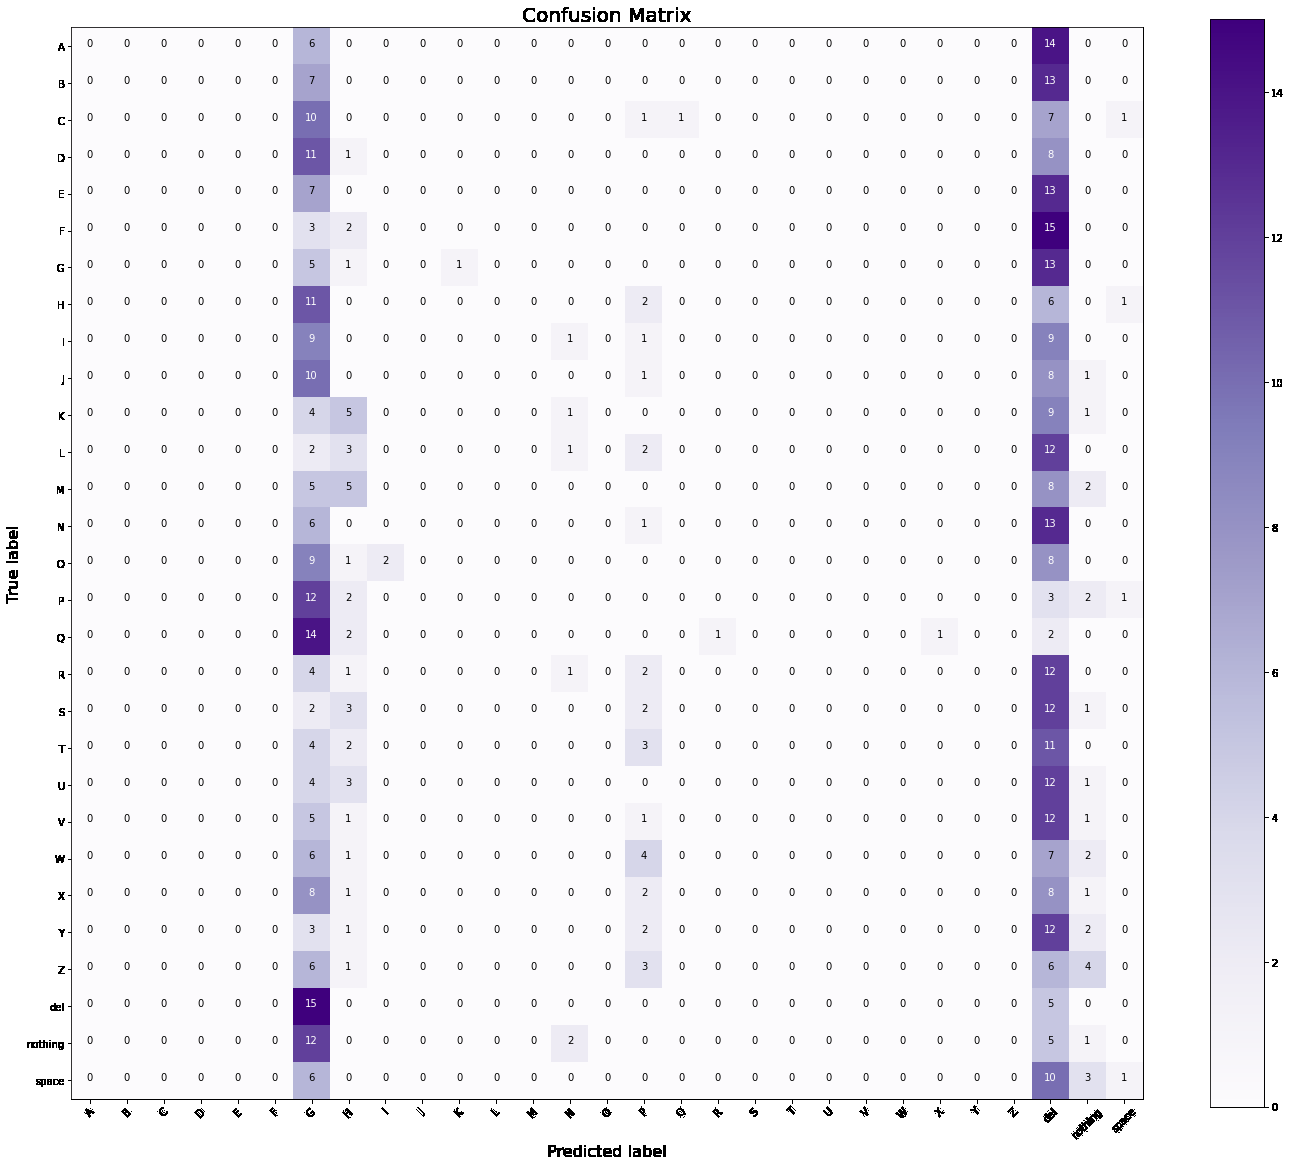 Confusion Matrix
A 0 0 0 0 0 0 6 0 0 0 0 0 0 0 0 0 0 0 0 0 0 0 0 0 0 0 14 0 0
B 0 0 0 0 0 0 7 0 0 0 0 0 0 0 0 0 0 0 0 0 0 0 0 0 0 0 13 0 0
C 0 0 0 0 0 0 10 0 0 0 0 0 0 0 0 1 1 0 0 0 0 0 0 0 0 0 7 0 1
D 0 0 0 0 0 0 11 1 0 0 0 0 0 0 0 0 0 0 0 0 0 0 0 0 0 0 8 0 0
E 0 0 0 0 0 0 7 0 0 0 0 0 0 0 0 0 0 0 0 0 0 0 0 0 0 0 13 0 0
F 0 0 0 0 0 0 3 2 0 0 0 0 0 0 0 0 0 0 0 0 0 0 0 0 0 0 15 0 0
G 0 0 0 0 0 0 5 1 0 0 1 0 0 0 0 0 0 0 0 0 0 0 0 0 0 0 13 0 0
H 0 0 0 0 0 0 11 0 0 0 0 0 0 0 0 2 0 0 0 0 0 0 0 0 0 0 6 0 1
I 0 0 0 0 0 0 9 0 0 0 0 0 0 1 0 1 0 0 0 0 0 0 0 0 0 0 9 0 0
J 0 0 0 0 0 0 10 0 0 0 0 0 0 0 0 1 0 0 0 0 0 0 0 0 0 0 8 1 0
K 0 0 0 0 0 0 4 5 0 0 0 0 0 1 0 0 0 0 0 0 0 0 0 0 0 0 9 1 0
L 0 0 0 0 0 0 2 3 0 0 0 0 0 1 0 2 0 0 0 0 0 0 0 0 0 0 12 0 0
M 0 0 0 0 0 0 5 5 0 0 0 0 0 0 0 0 0 0 0 0 0 0 0 0 0 0 8 2 0
N 0 0 0 0 0 0 6 0 0 0 0 0 0 0 0 1 0 0 0 0 0 0 0 0 0 0 13 0 0
O 0 0 0 0 0 0 9 1 2 0 0 0 0 0 0 0 0 0 0 0 0 0 0 0 0 0 8 0 0
P 0 0 0 0 0 0 12 2 0 0 0 0 0 0 0 0 0 0 0 0 0 0 0 0 0 0 3 2 1
Q 0 0 0 0 0 0 14 2 0 0 0 0 0 0 0 0 0 1 0 0 0 0 0 1 0 0 2 0 0
R 0 0 0 0 0 0 4 1 0 0 0 0 0 1 0 2 0 0 0 0 0 0 0 0 0 0 12 0 0
S 0 0 0 0 0 0 2 3 0 0 0 0 0 0 0 2 0 0 0 0 0 0 0 0 0 0 12 1 0
T 0 0 0 0 0 0 4 2 0 0 0 0 0 0 0 3 0 0 0 0 0 0 0 0 0 0 11 0 0
U 0 0 0 0 0 0 4 3 0 0 0 0 0 0 0 0 0 0 0 0 0 0 0 0 0 0 12 1 0
V 0 0 0 0 0 0 5 1 0 0 0 0 0 0 0 1 0 0 0 0 0 0 0 0 0 0 12 1 0
W 0 0 0 0 0 0 6 1 0 0 0 0 0 0 0 4 0 0 0 0 0 0 0 0 0 0 7 2 0
X 0 0 0 0 0 0 8 1 0 0 0 0 0 0 0 2 0 0 0 0 0 0 0 0 0 0 8 1 0
Y 0 0 0 0 0 0 3 1 0 0 0 0 0 0 0 2 0 0 0 0 0 0 0 0 0 0 12 2 0
Z 0 0 0 0 0 0 6 1 0 0 0 0 0 0 0 3 0 0 0 0 0 0 0 0 0 0 6 4 0
del 0 0 0 0 0 0 15 0 0 0 0 0 0 0 0 0 0 0 0 0 0 0 0 0 0 0 5 0 0
nothing 0 0 0 0 0 0 12 0 0 0 0 0 0 2 0 0 0 0 0 0 0 0 0 0 0 0 5 1 0
space 0 0 0 0 0 0 6 0 0 0 0 0 0 0 0 0 0 0 0 0 0 0 0 0 0 0 10 3 1
A B C D E F G H I J K L M N O P Q R S T U V W X Y Z del nothing space
Predicted label
True label
14
12
10
8
6
4
2
0